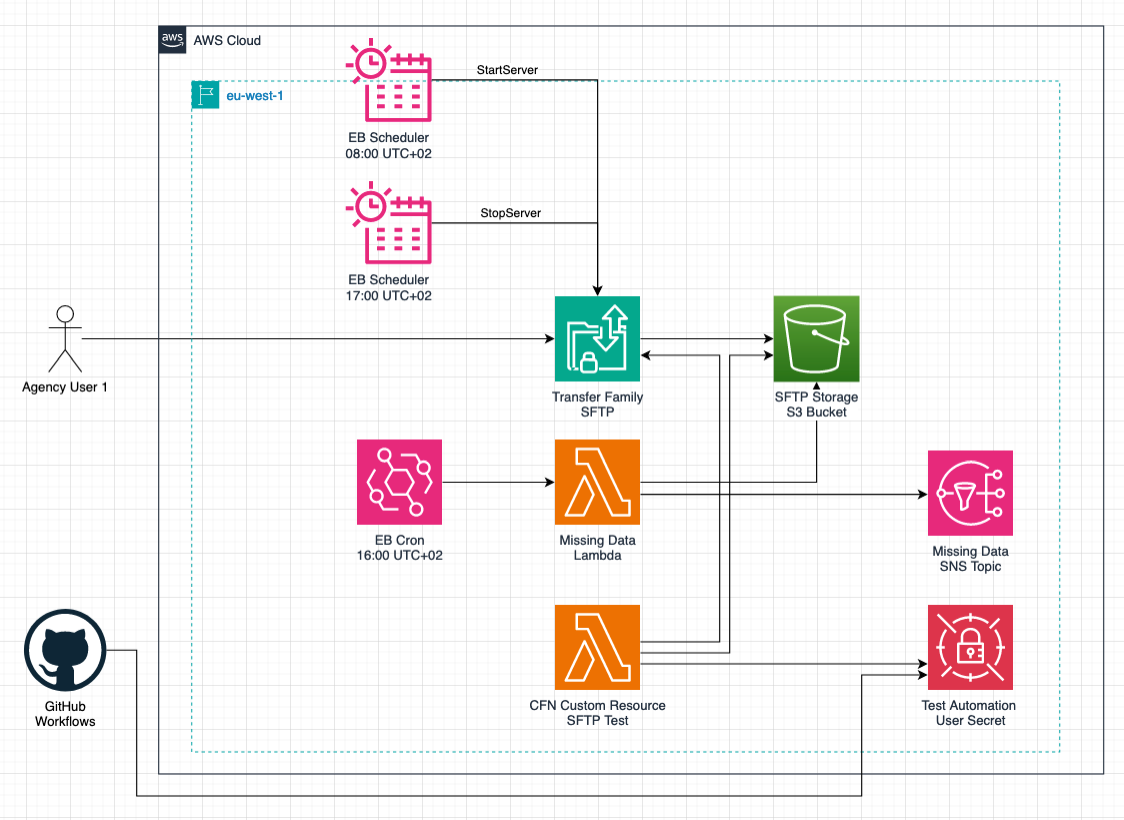 aws
AWS Cloud
StartServer
eu-west-1
EB Scheduler
08:00 UTC+02
StopServer
EB Scheduler
17:00 UTC+02
Agency User 1
Transfer Family
SFTP
SFTP Storage
S3 Bucket
EB Cron
16:00 UTC+02
Missing Data
Lambda
Missing Data
SNS Topic
GitHub
Workflows
CFN Custom Resource
SFTP Test
Test Automation
User Secret